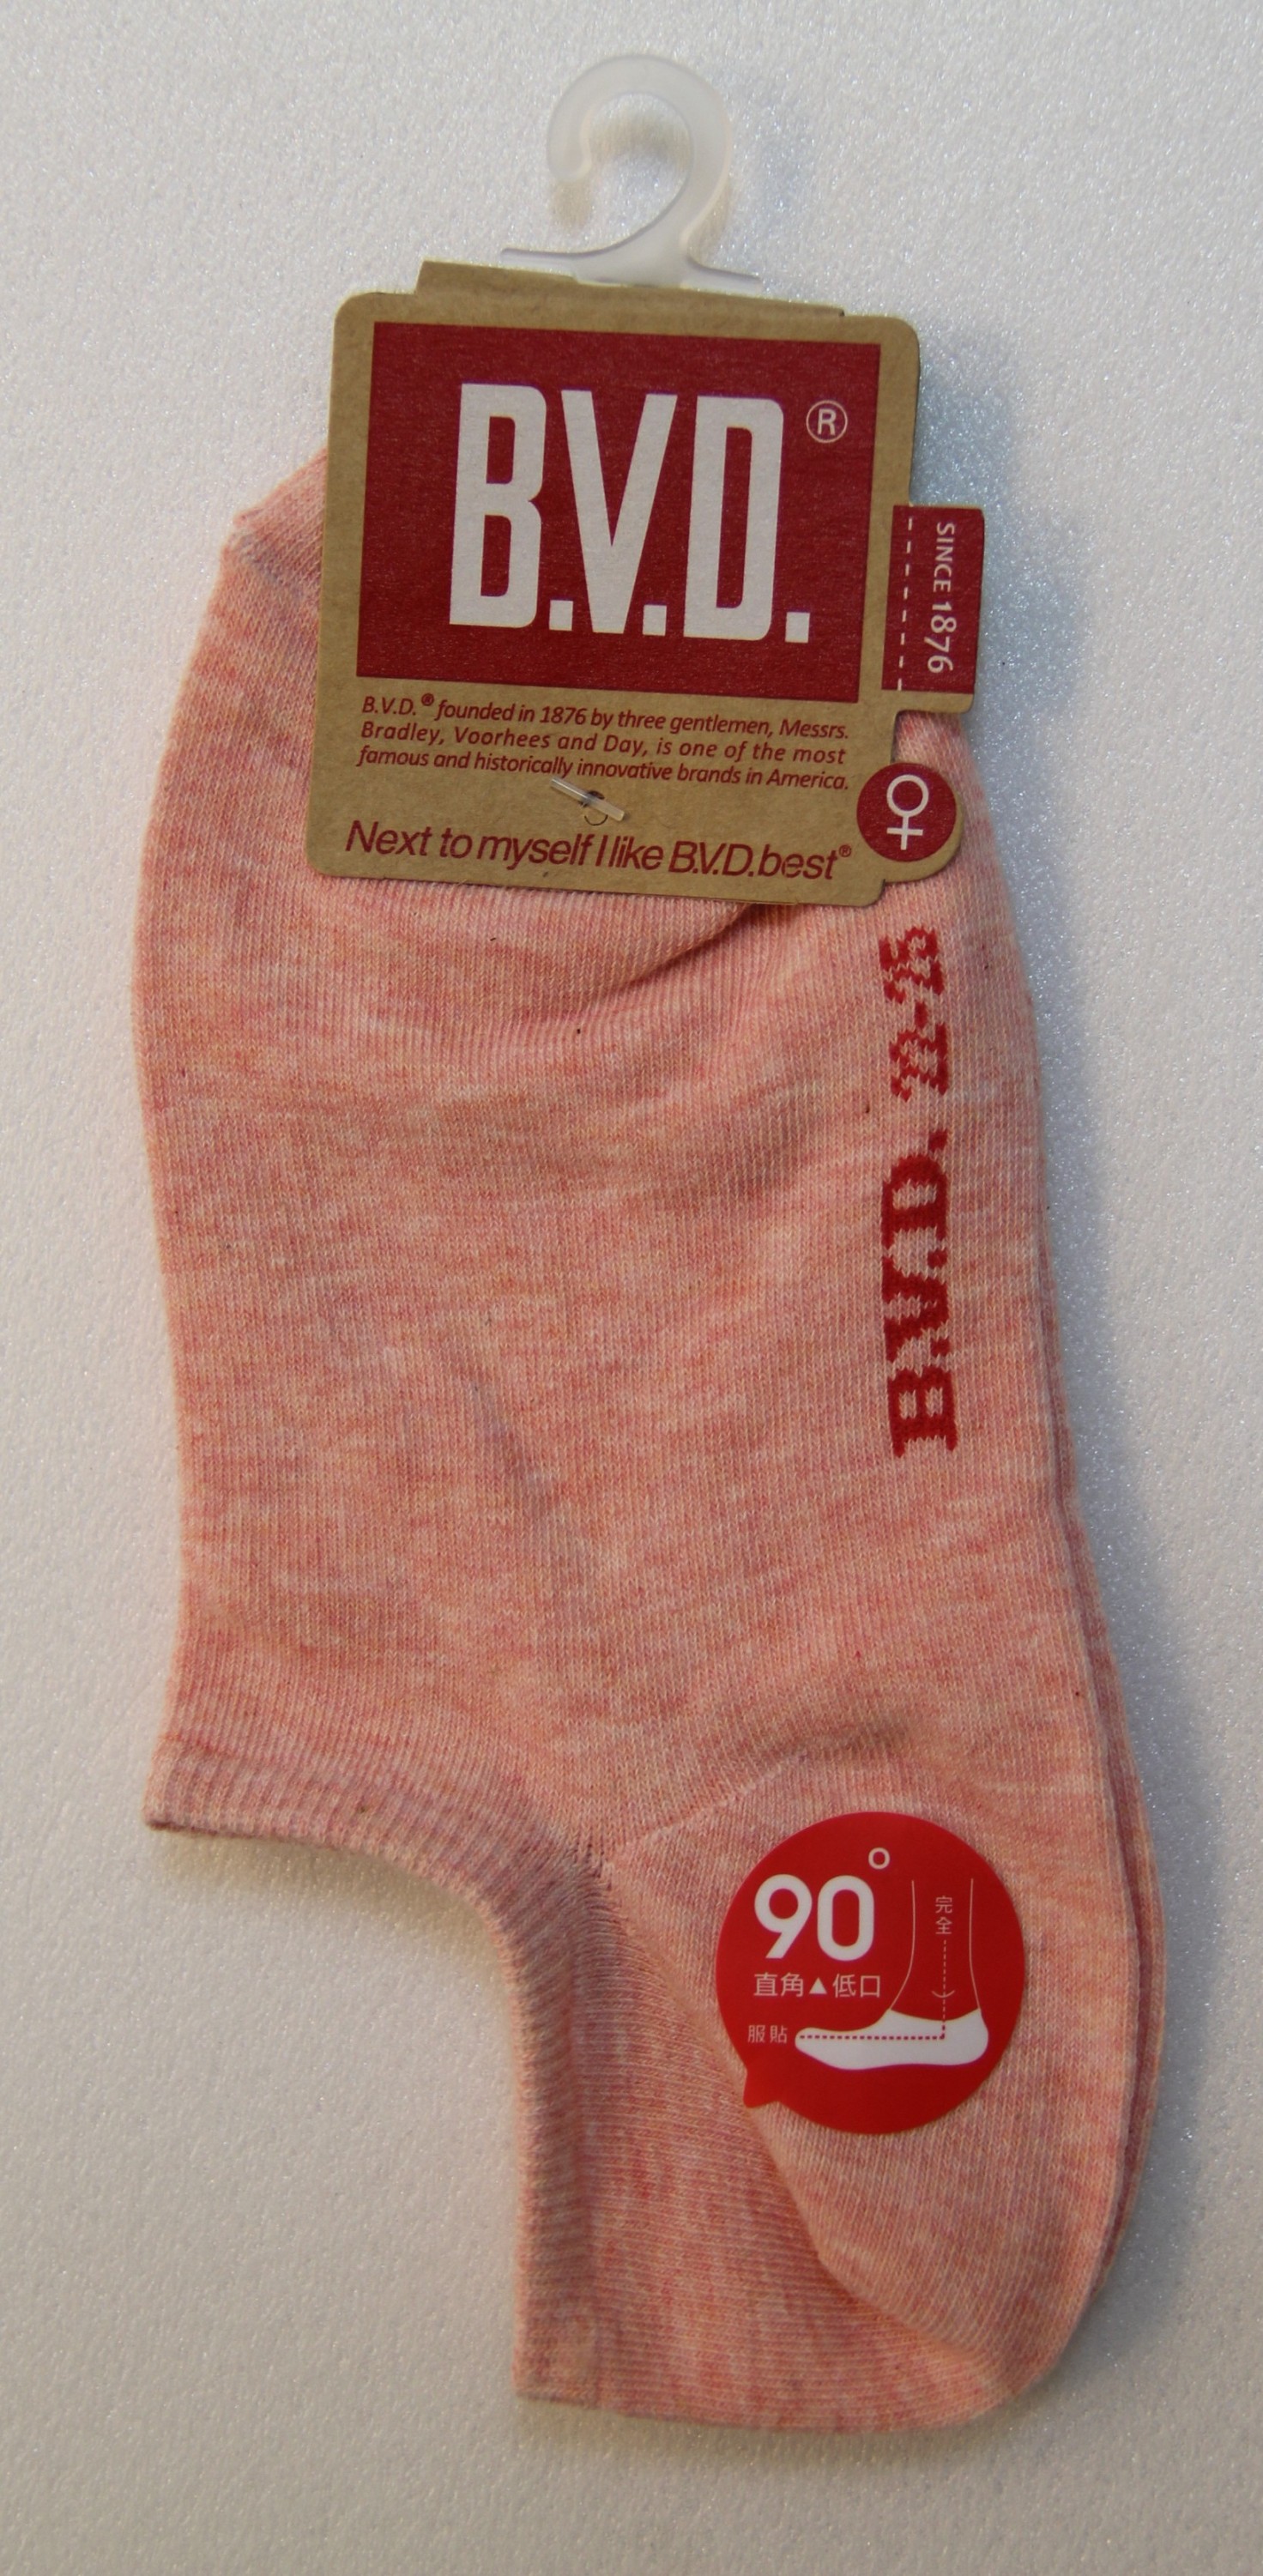 B.V.D.®
SINCE 1876
B.V.D.® founded in 1876 by three gentlemen, Messrs.
Bradley, Voorhees and Day, is one of the most
famous and historically innovative brands in America.
Next to myself I like B.V.D. best®
B.V.D. 22-25
90°
完全
直角▲低口
服貼